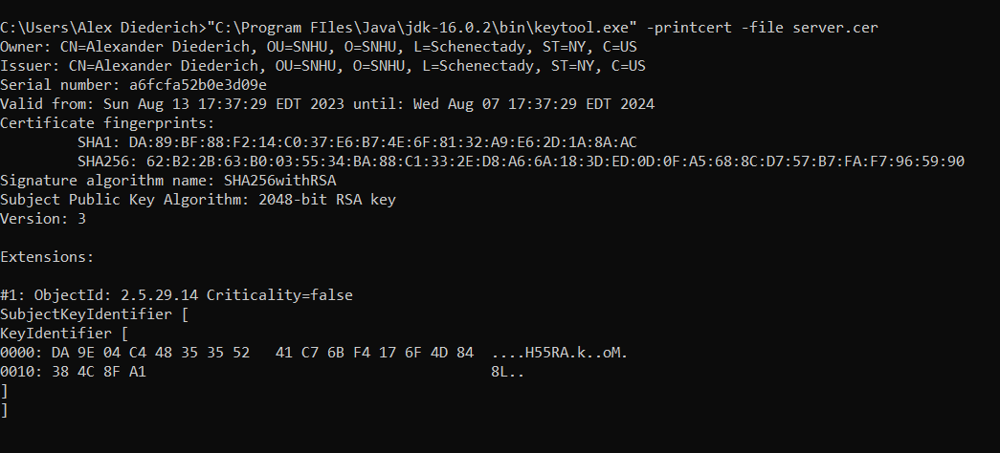 C:\Users\Alex Diederich>"C:\Program FIles\Java\jdk-16.0.2\bin\keytool.exe" -printcert -file server.cer
Owner: CN=Alexander Diederich, OU=SNHU, O=SNHU, L=Schenectady, ST=NY, C=US
Issuer: CN=Alexander Diederich, OU=SNHU, O=SNHU, L=Schenectady, ST=NY, C=US
Serial number: a6fcfa52b0e3d09e
Valid from: Sun Aug 13 17:37:29 EDT 2023 until: Wed Aug 07 17:37:29 EDT 2024
Certificate fingerprints:
         SHA1: DA:89:BF:88:F2:14:C0:37:E6:B7:4E:6F:81:32:A9:E6:2D:1A:8A:AC
         SHA256: 62:B2:2B:63:B0:03:55:34:BA:88:C1:33:2E:D8:A6:6A:18:3D:ED:0D:0F:A5:68:8C:D7:57:B7:FA:F7:96:59:90
Signature algorithm name: SHA256withRSA
Subject Public Key Algorithm: 2048-bit RSA key
Version: 3
Extensions:
#1: ObjectId: 2.5.29.14 Criticality=false
SubjectKeyIdentifier [
KeyIdentifier [
0000: DA 9E 04 C4 48 35 35 52   41 C7 6B F4 17 6F 4D 84  ....H55RA.k..oM.
0010: 38 4C 8F A1                                        8L..
]
]